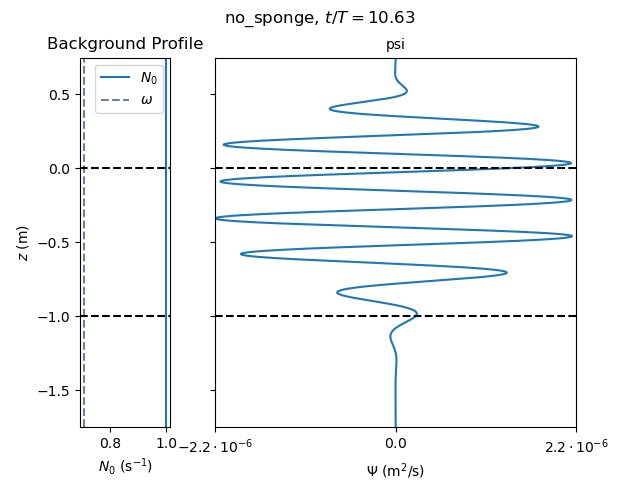 no_sponge, t/T = 10.63
Background Profile
psi
N₀
ω
0.5
0.0
−0.5
−1.0
−1.5
z (m)
0.8
1.0
−2.2 · 10⁻⁶
0.0
2.2 · 10⁻⁶
N₀ (s⁻¹)
Ψ (m²/s)